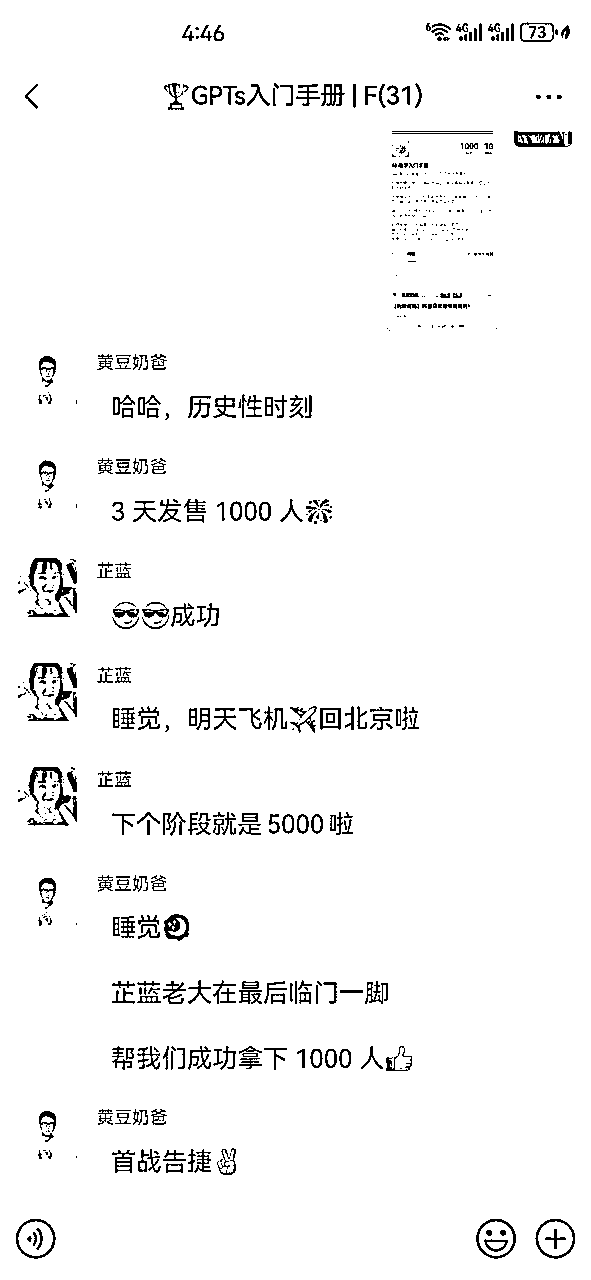 4:46
6 4G 4G 73
🏆GPTs入门手册 | F(31)
1000 10
黄豆奶爸
哈哈，历史性时刻
黄豆奶爸
3 天发售 1000 人🎆
芷蓝
😎😎成功
芷蓝
睡觉，明天飞机✈回北京啦
芷蓝
下个阶段就是 5000 啦
黄豆奶爸
睡觉🌛
芷蓝老大在最后临门一脚
帮我们成功拿下 1000 人👍
黄豆奶爸
首战告捷✌